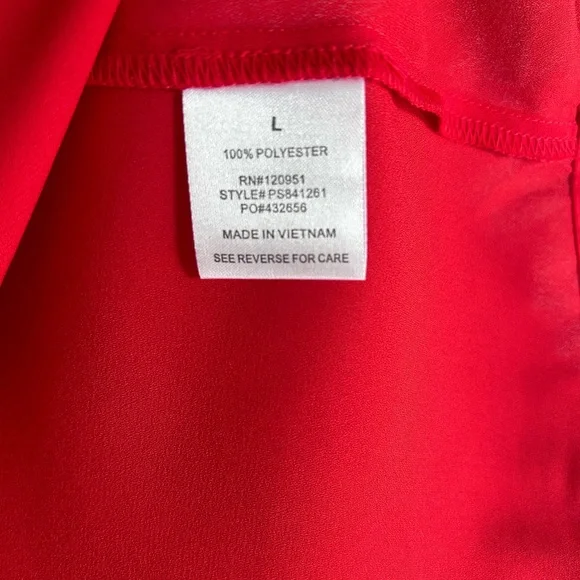 L
100% POLYESTER
RN#120951
STYLE# PS841261
PO#432656
MADE IN VIETNAM
SEE REVERSE FOR CARE